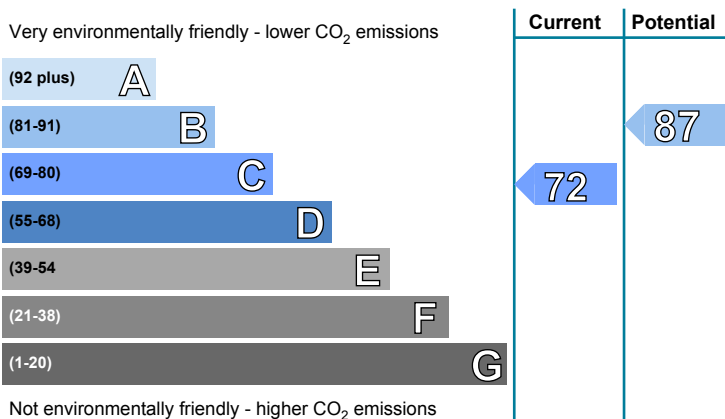 Very environmentally friendly - lower CO2 emissions
Current Potential
(92 plus) A
(81-91) B
87
(69-80) C
72
(55-68) D
(39-54 E
(21-38) F
(1-20) G
Not environmentally friendly - higher CO2 emissions